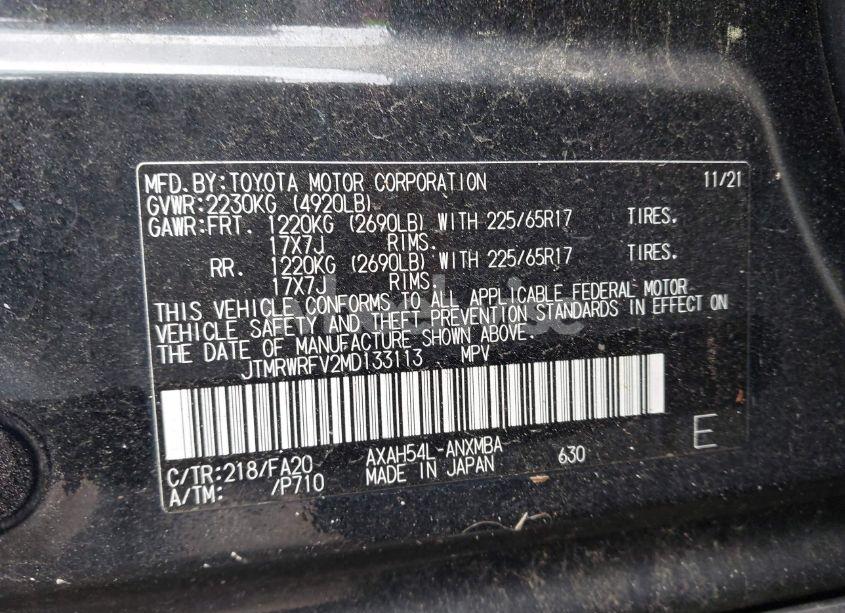 MFD.BY:TOYOTA MOTOR CORPORATION 11/21
GVWR:2230KG (4920LB)
GAWR:FRT. 1220KG (2690LB) WITH 225/65R17 TIRES.
17X7J RIMS.
RR. 1220KG (2690LB) WITH 225/65R17 TIRES.
17X7J RIMS.
THIS VEHICLE CONFORMS TO ALL APPLICABLE FEDERAL MOTOR
VEHICLE SAFETY AND THEFT PREVENTION STANDARDS IN EFFECT ON
THE DATE OF MANUFACTURE SHOWN ABOVE.
JTMRWRFV2MD133113 MPV
C/TR:218/FA20 AXAH54L-ANXMBA 630 E
A/TM: /P710 MADE IN JAPAN